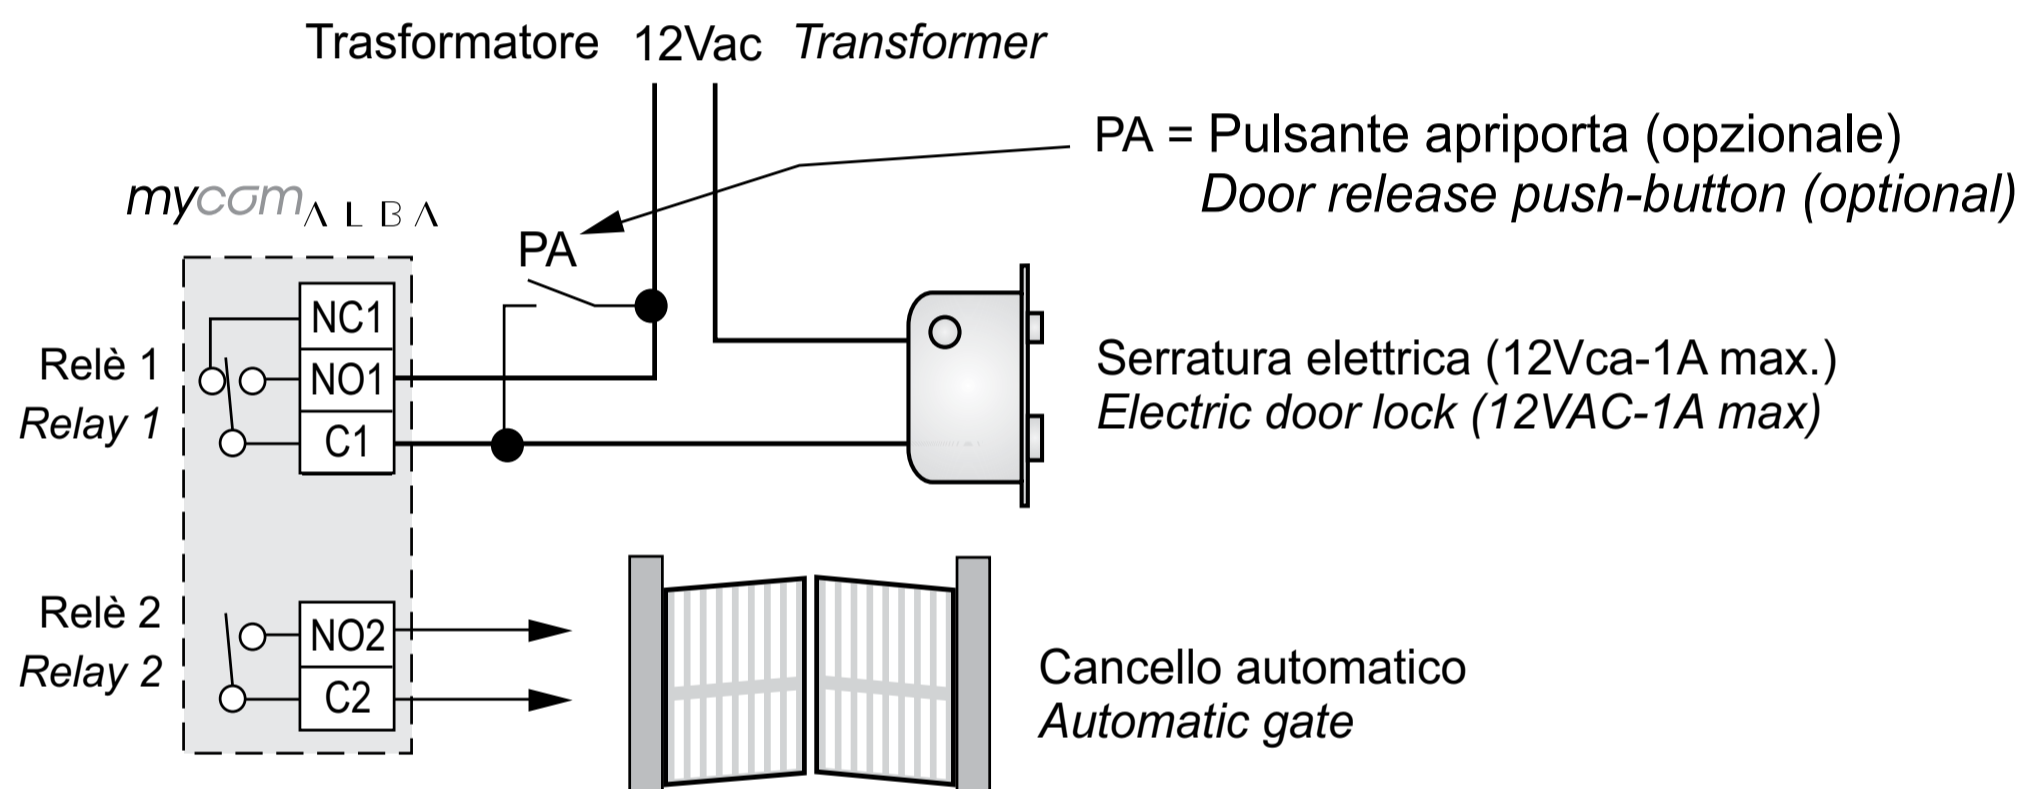 Trasformatore 12Vac Transformer
PA = Pulsante apriporta (opzionale)
Door release push-button (optional)
mycom ALBA
PA
NC1
Relè 1
NO1
Relay 1
C1
Serratura elettrica (12Vca-1A max.)
Electric door lock (12VAC-1A max)
Relè 2
NO2
Relay 2
C2
Cancello automatico
Automatic gate